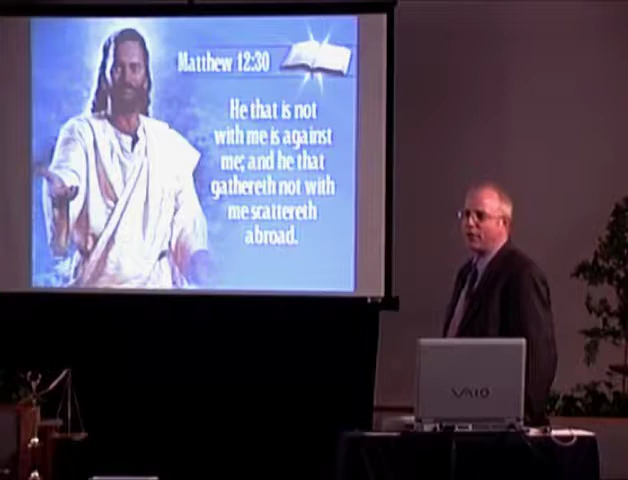 Matthew 12:30
He that is not
with me is against
me; and he that
gathereth not with
me scattereth
abroad.
VAIO